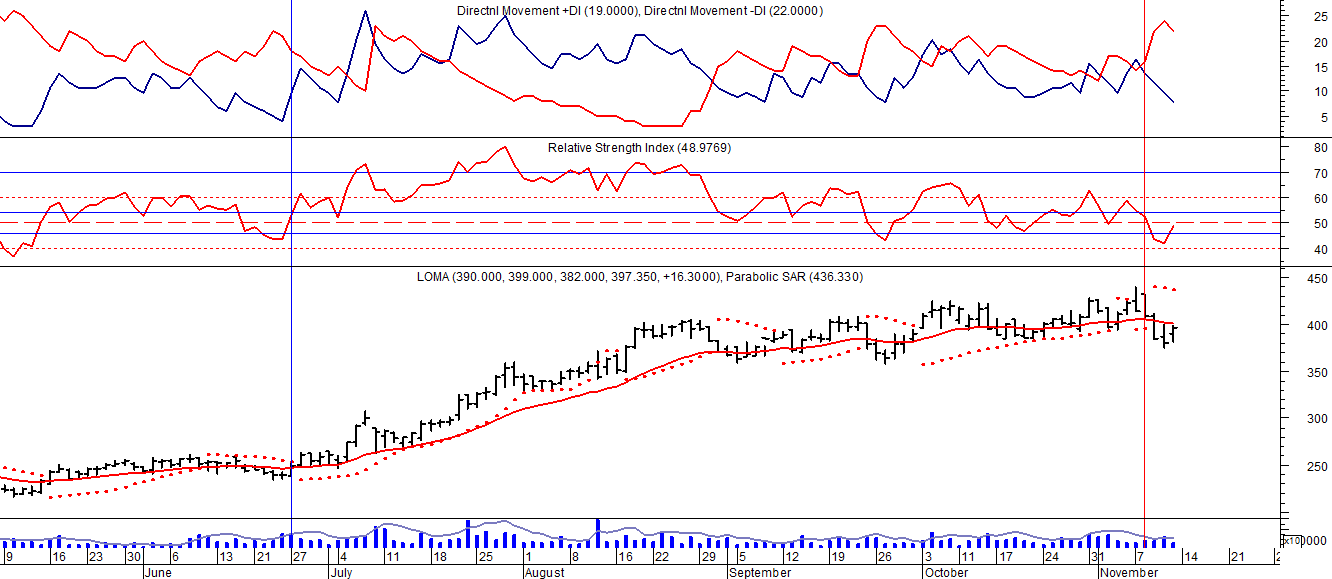 Directnl Movement +DI (19.0000), Directnl Movement -DI (22.0000)
25
20
15
10
5
Relative Strength Index (48.9769)
80
70
60
50
40
LOMA (390.000, 399.000, 382.000, 397.350, +16.3000), Parabolic SAR (436.330)
450
400
350
300
250
x10
0000
9 16 23 30 6 13 21 27 4 11 18 25 1 8 16 22 29 5 12 19 26 3 11 17 24 31 7 14 21
June July August September October November